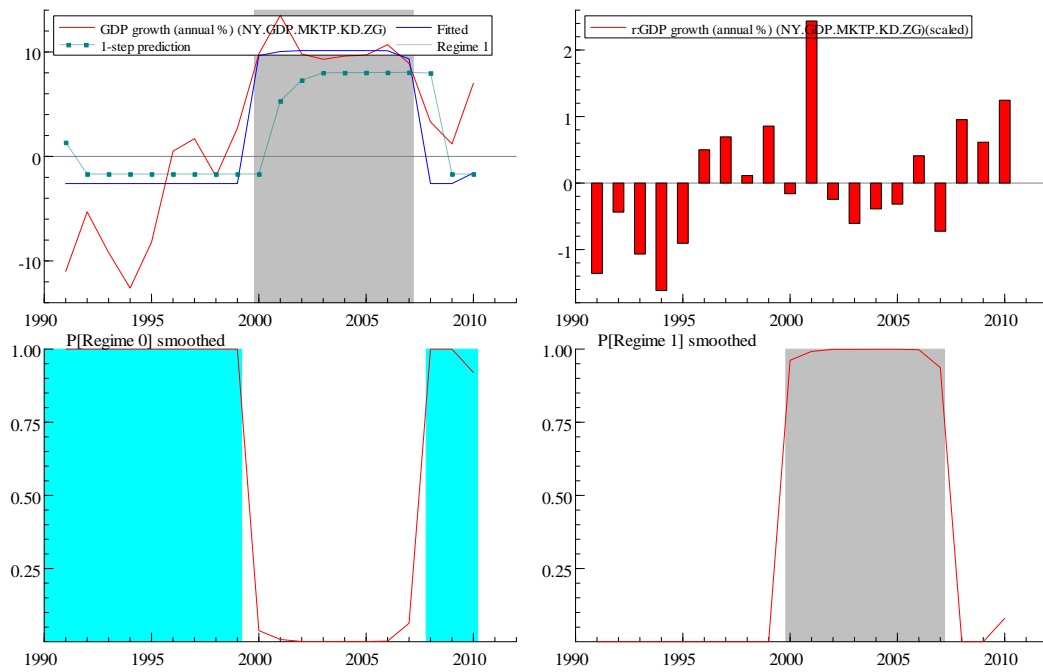 GDP growth (annual %) (NY.GDP.MKTP.KD.ZG) Fitted
1-step prediction Regime 1
10
0
-10
1990 1995 2000 2005 2010
r:GDP growth (annual %) (NY.GDP.MKTP.KD.ZG)(scaled)
2
1
0
-1
1990 1995 2000 2005 2010
P[Regime 0] smoothed
1.00
0.75
0.50
0.25
1990 1995 2000 2005 2010
P[Regime 1] smoothed
1.00
0.75
0.50
0.25
1990 1995 2000 2005 2010